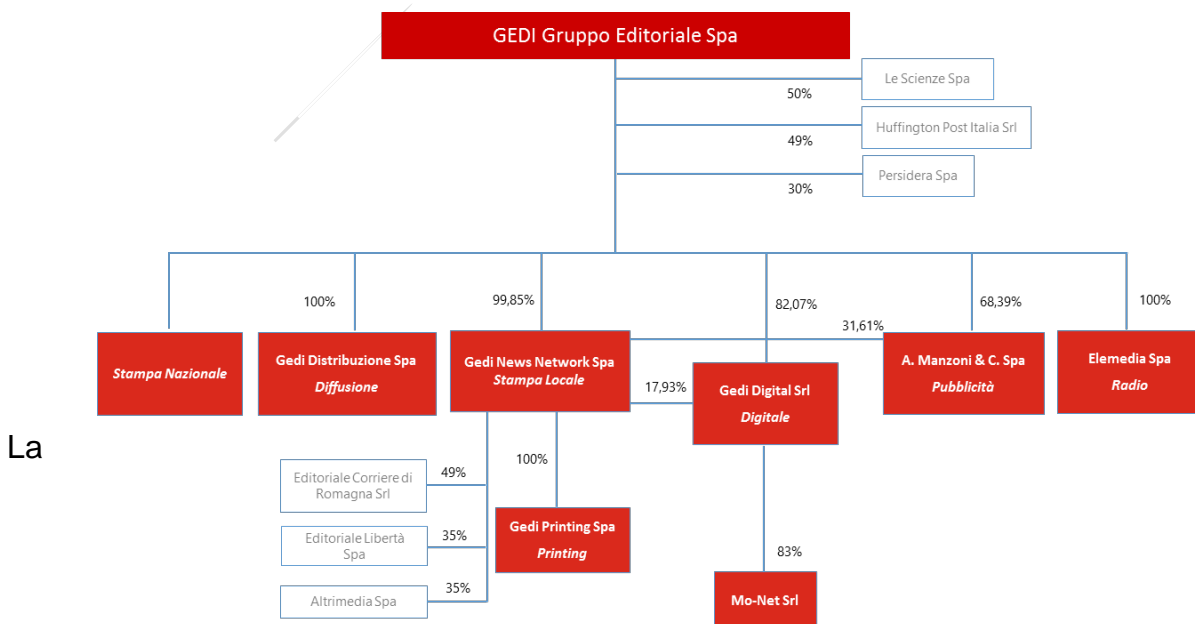 GEDI Gruppo Editoriale Spa
Le Scienze Spa
50%
Huffington Post Italia Srl
49%
Persidera Spa
30%
100%
99,85%
82,07%
68,39%
100%
31,61%
Stampa Nazionale
Gedi Distribuzione Spa
Diffusione
Gedi News Network Spa
Stampa Locale
17,93%
Gedi Digital Srl
Digitale
A. Manzoni & C. Spa
Pubblicità
Elemedia Spa
Radio
La
Editoriale Corriere di
Romagna Srl
49%
100%
Editoriale Libertà
Spa
35%
Gedi Printing Spa
Printing
83%
Altrimedia Spa
35%
Mo-Net Srl